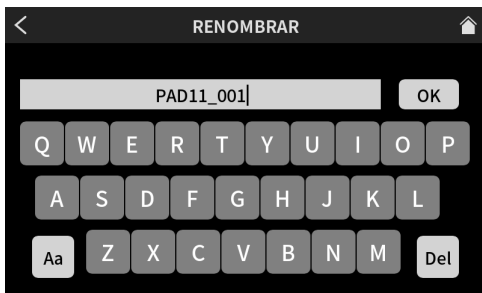 RENOMBRAR
PAD11_001 OK
Q W E R T Y U I O P
A S D F G H J K L
Aa Z X C V B N M Del